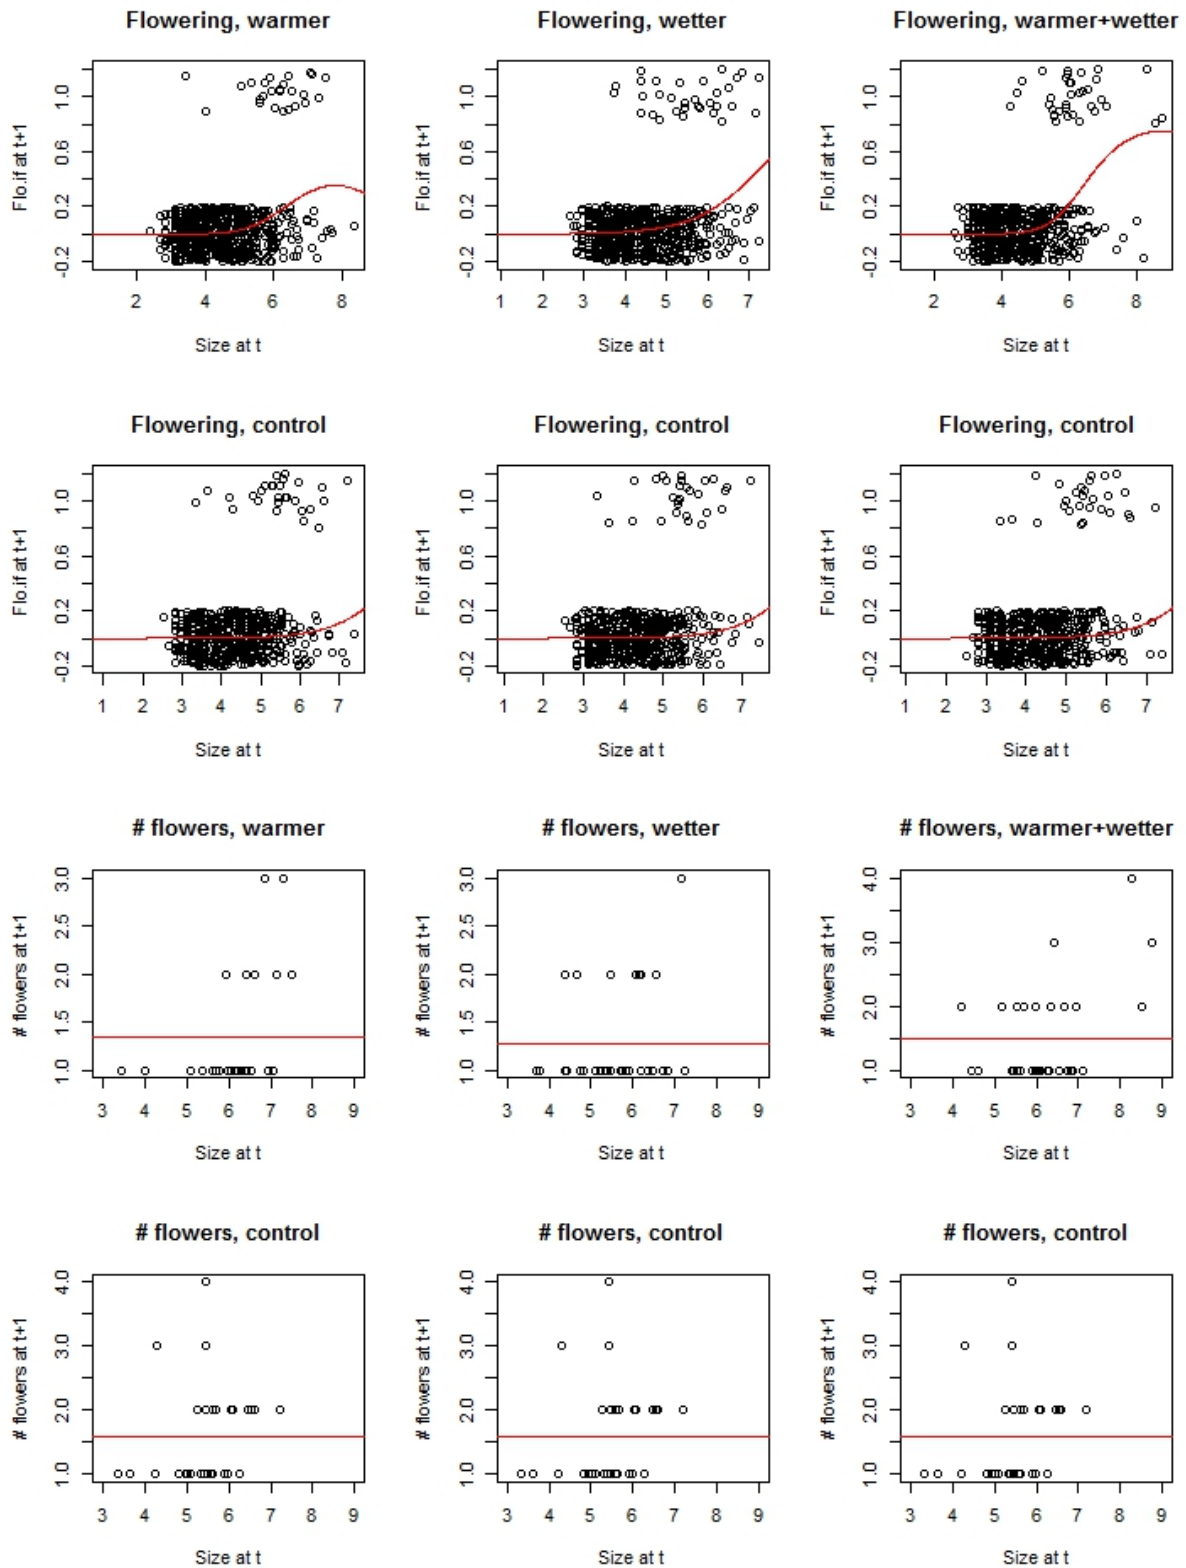 Flowering, warmer
Flowering, wetter
Flowering, warmer+wetter
Flo.if at t+1
-0.2 0.2 0.6 1.0
2 4 6 8
Size at t
Flo.if at t+1
-0.2 0.2 0.6 1.0
1 2 3 4 5 6 7
Size at t
Flo.if at t+1
-0.2 0.2 0.6 1.0
2 4 6 8
Size at t
Flowering, control
Flowering, control
Flowering, control
Flo.if at t+1
-0.2 0.2 0.6 1.0
1 2 3 4 5 6 7
Size at t
Flo.if at t+1
-0.2 0.2 0.6 1.0
1 2 3 4 5 6 7
Size at t
Flo.if at t+1
-0.2 0.2 0.6 1.0
1 2 3 4 5 6 7
Size at t
# flowers, warmer
# flowers, wetter
# flowers, warmer+wetter
# flowers at t+1
1.0 1.5 2.0 2.5 3.0
3 4 5 6 7 8 9
Size at t
# flowers at t+1
1.0 1.5 2.0 2.5 3.0
3 4 5 6 7 8 9
Size at t
# flowers at t+1
1.0 2.0 3.0 4.0
3 4 5 6 7 8 9
Size at t
# flowers, control
# flowers, control
# flowers, control
# flowers at t+1
1.0 2.0 3.0 4.0
3 4 5 6 7 8 9
Size at t
# flowers at t+1
1.0 2.0 3.0 4.0
3 4 5 6 7 8 9
Size at t
# flowers at t+1
1.0 2.0 3.0 4.0
3 4 5 6 7 8 9
Size at t